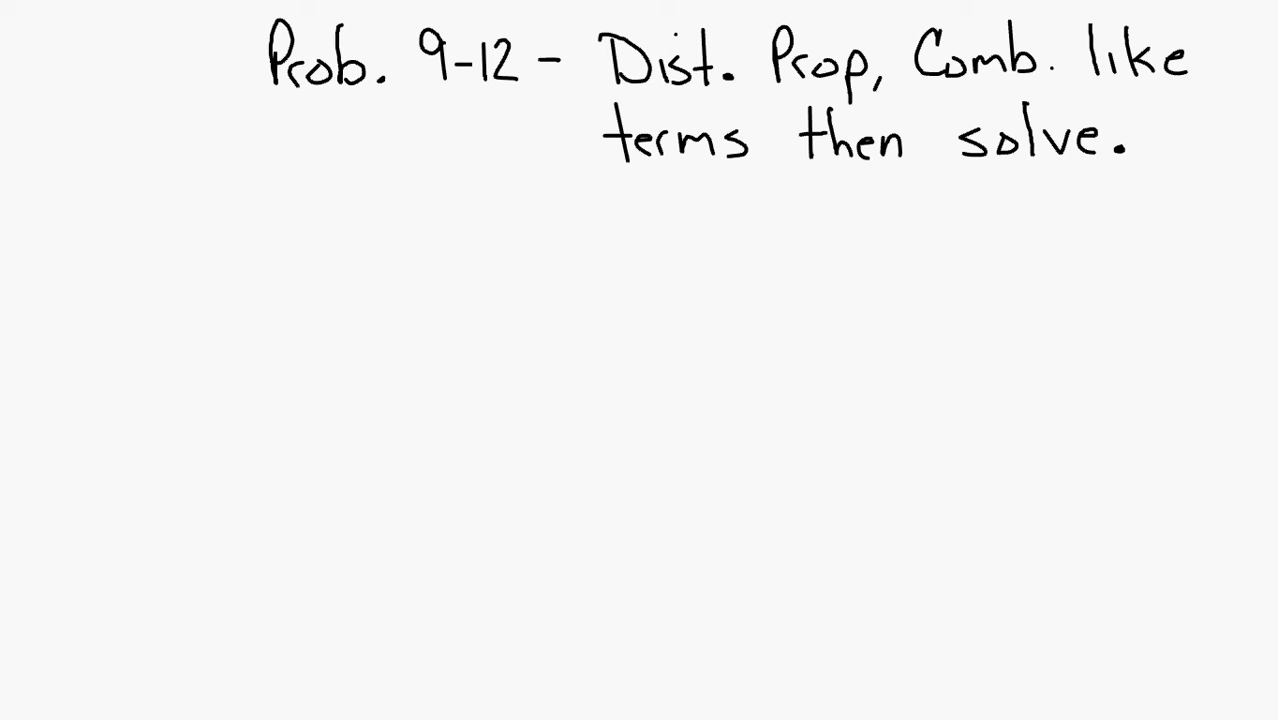 Prob. 9-12 - Dist. Prop, Comb. like
terms then solve.